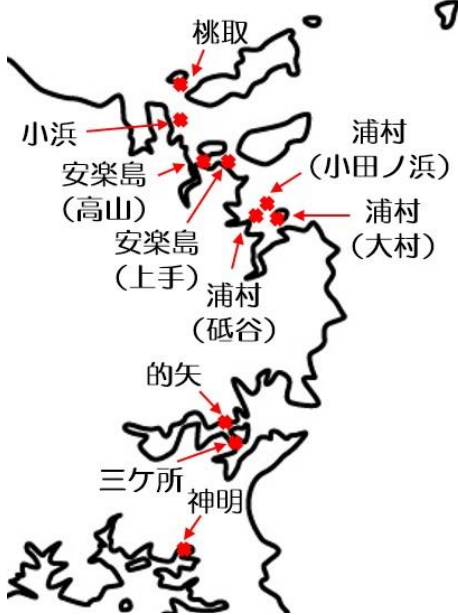 桃取
小浜
安楽島
（高山）
安楽島
（上手）
浦村
（小田ノ浜）
浦村
（大村）
浦村
（砥谷）
的矢
三ケ所
神明